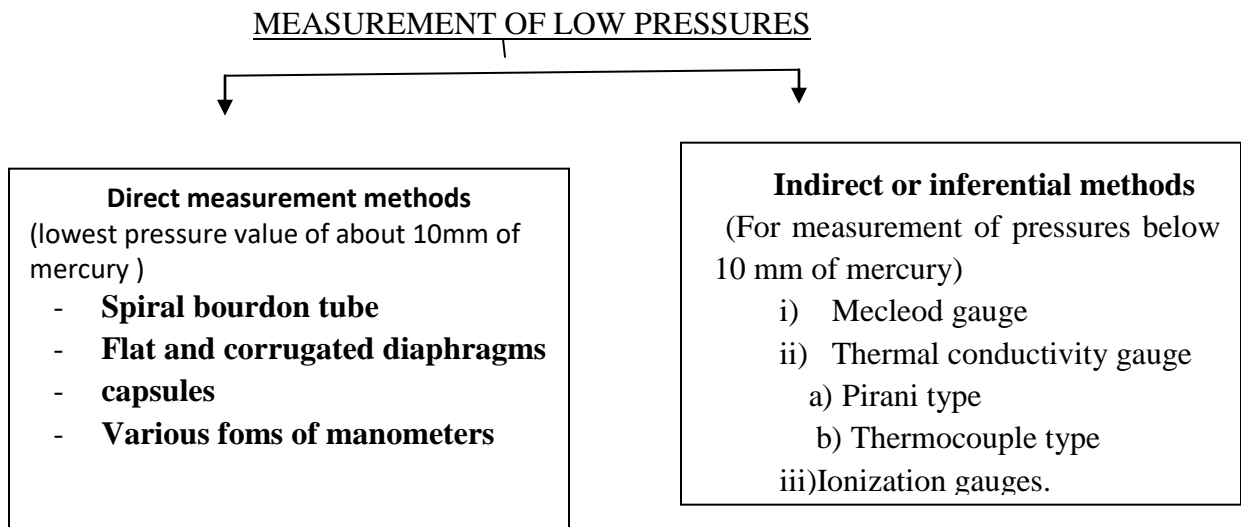 MEASUREMENT OF LOW PRESSURES
Direct measurement methods
(lowest pressure value of about 10mm of
mercury )
- Spiral bourdon tube
- Flat and corrugated diaphragms
- capsules
- Various foms of manometers
Indirect or inferential methods
(For measurement of pressures below
10 mm of mercury)
i) Mecleod gauge
ii) Thermal conductivity gauge
a) Pirani type
b) Thermocouple type
iii)Ionization gauges.